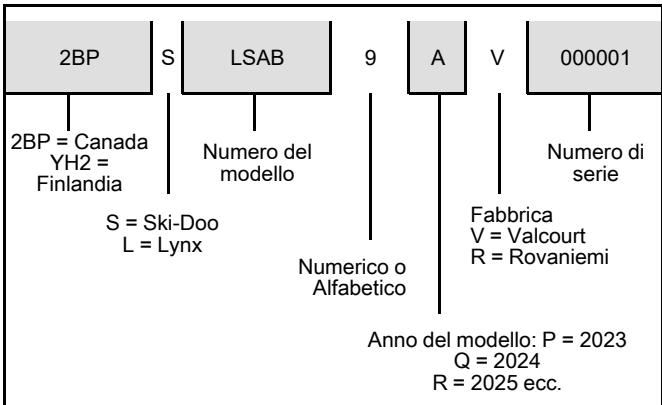 2BP S LSAB 9 A V 000001
2BP = Canada
YH2 =
Finlandia
Numero del
modello
Numero di
serie
S = Ski-Doo
L = Lynx
Fabbrica
V = Valcourt
R = Rovaniemi
Numerico o
Alfabetico
Anno del modello: P = 2023
Q = 2024
R = 2025 ecc.